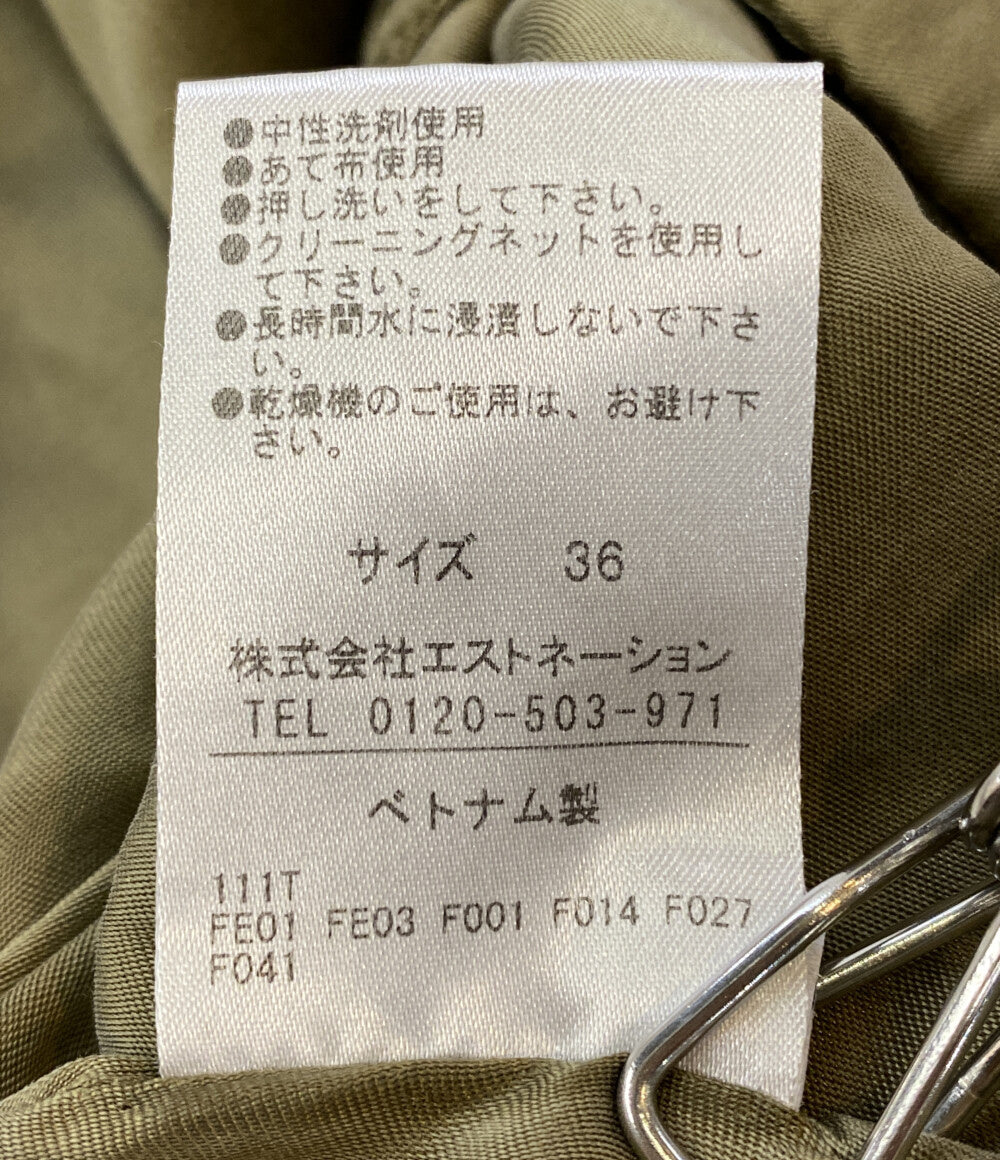 ●中性洗剤使用
●あて布使用
●押し洗いをして下さい。
●クリーニングネットを使用し
て下さい。
●長時間水に浸漬しないで下さ
い。
●乾燥機のご使用は、お避け下
さい。
サイズ 36
株式会社エストネーション
TEL 0120-503-971
ベトナム製
111T
FE01 FE03 F001 F014 F027
F041